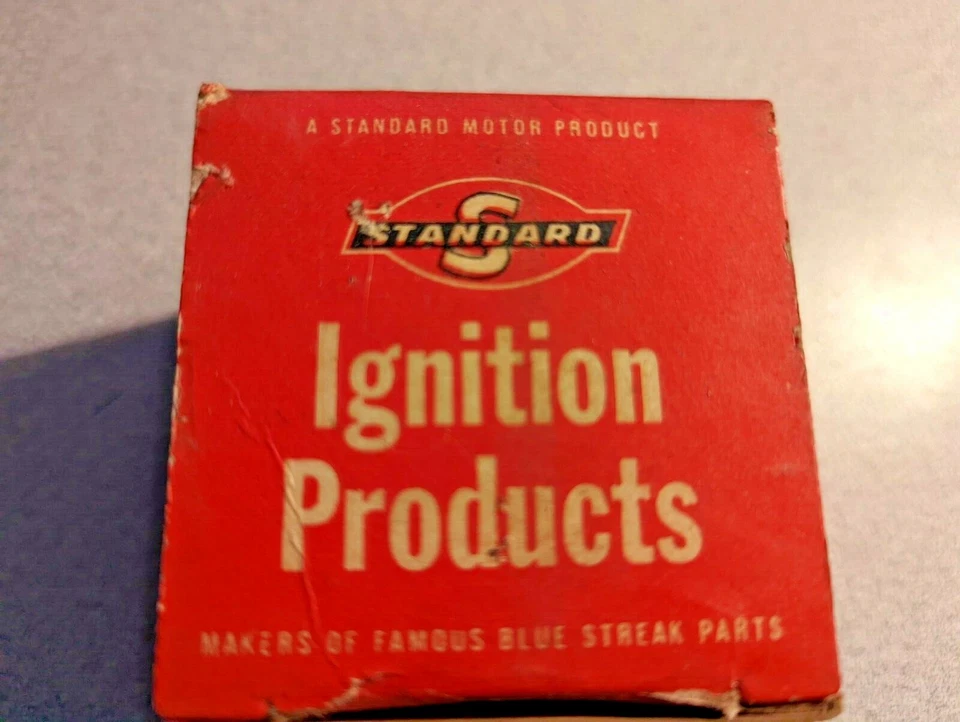 A STANDARD MOTOR PRODUCT
S
STANDARD
Ignition
Products
MAKERS OF FAMOUS BLUE STREAK PARTS